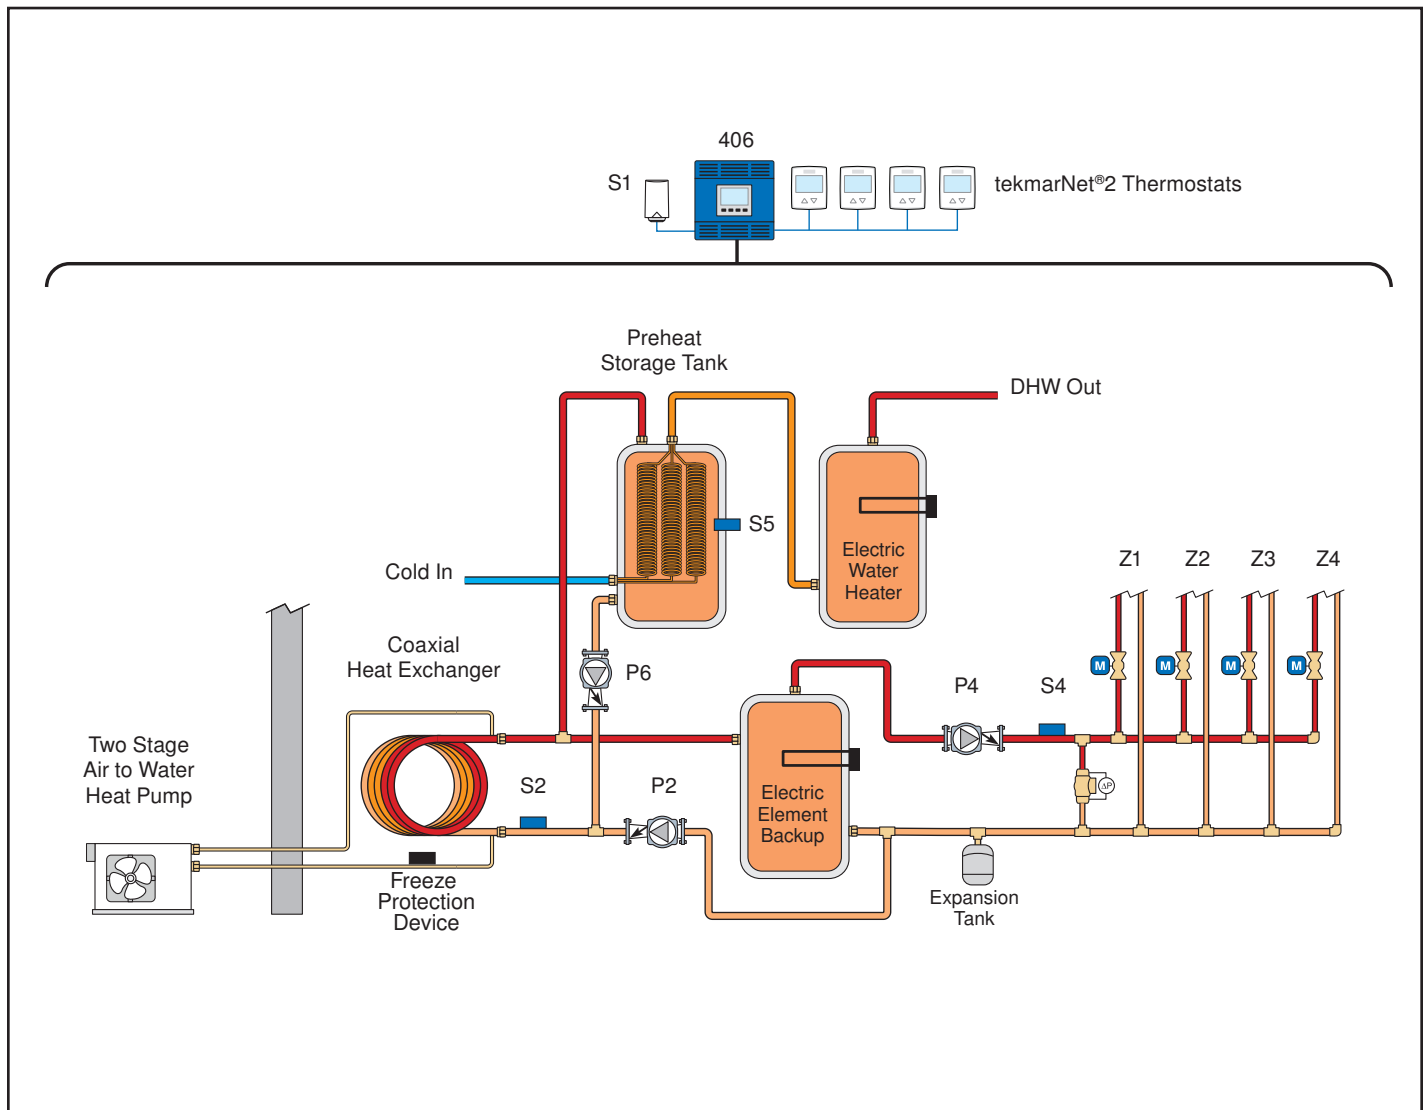 406
S1
tekmarNet®2 Thermostats
Preheat
Storage Tank
DHW Out
S5
Cold In
Electric
Water
Heater
Z1
Z2
Z3
Z4
Coaxial
Heat Exchanger
P6
P4
S4
M
M
M
M
Two Stage
Air to Water
Heat Pump
S2
P2
Electric
Element
Backup
ΔP
Freeze
Protection
Device
Expansion
Tank